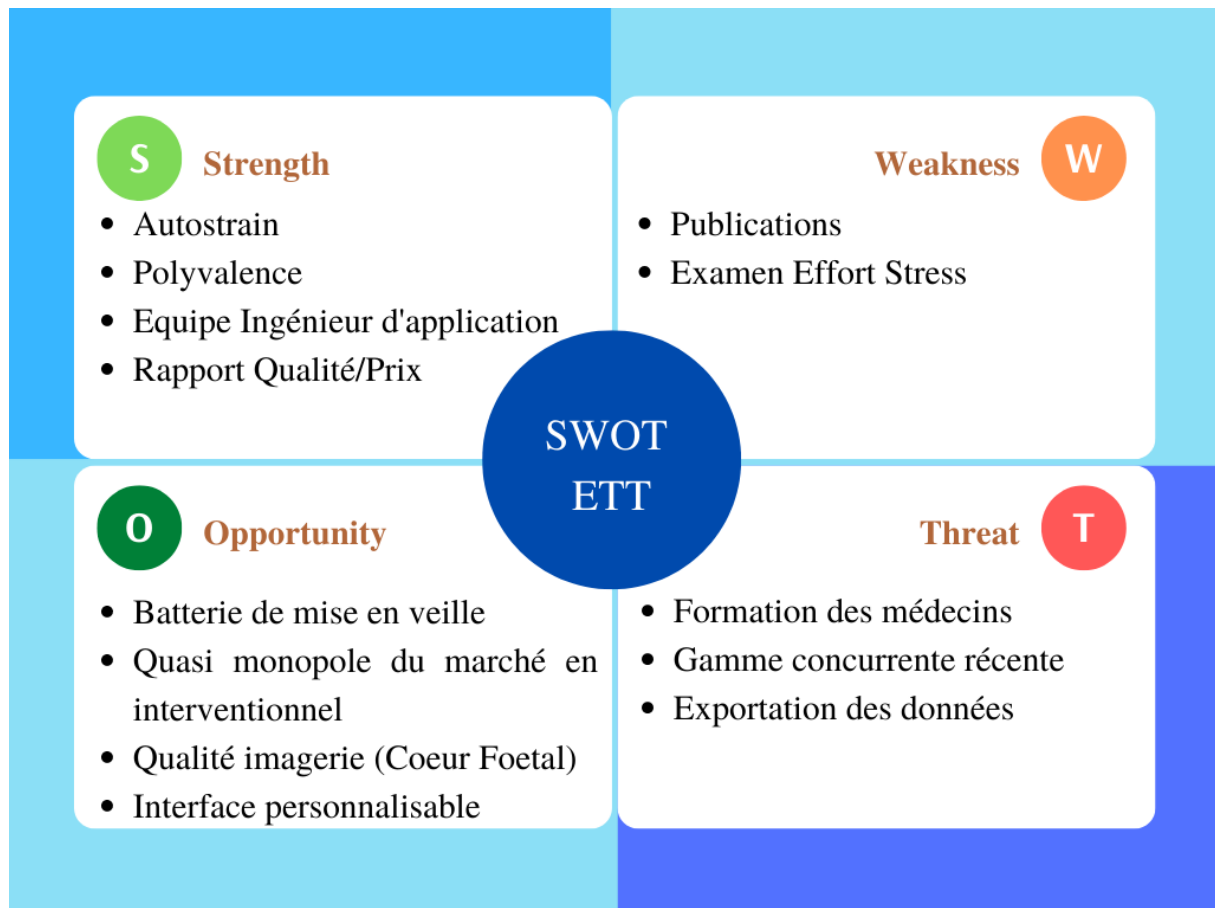 S
Strength
Autostrain
Polyvalence
Equipe Ingénieur d'application
Rapport Qualité/Prix
Weakness
W
Publications
Examen Effort Stress
SWOT
ETT
O
Opportunity
Batterie de mise en veille
Quasi monopole du marché en
interventionnel
Qualité imagerie (Coeur Foetal)
Interface personnalisable
Threat
T
Formation des médecins
Gamme concurrente récente
Exportation des données